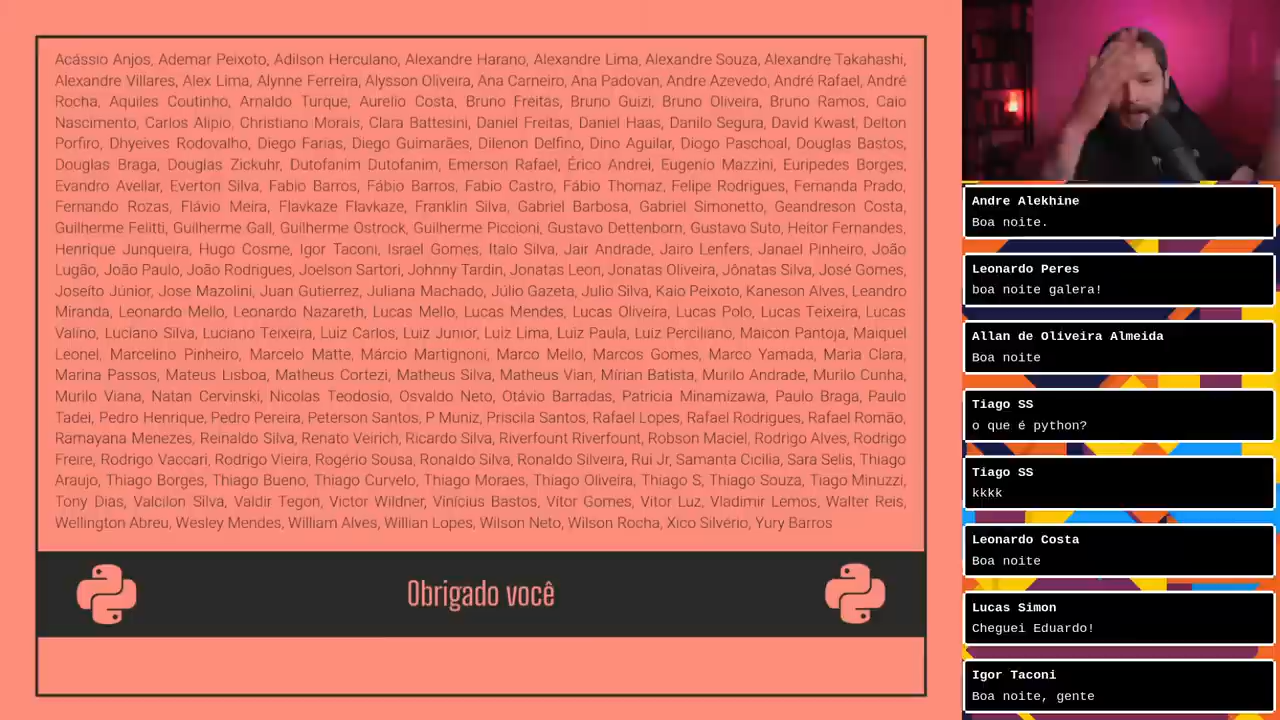 Acássio Anjos, Ademar Peixoto, Adilson Herculano, Alexandre Harano, Alexandre Lima, Alexandre Souza, Alexandre Takahashi,
Alexandre Villares, Alex Lima, Alynne Ferreira, Alysson Oliveira, Ana Carneiro, Ana Padovan, Andre Azevedo, André Rafael, André
Rocha, Aquiles Coutinho, Arnaldo Turque, Aurelio Costa, Bruno Freitas, Bruno Guizi, Bruno Oliveira, Bruno Ramos, Caio
Nascimento, Carlos Alipio, Christiano Morais, Clara Battesini, Daniel Freitas, Daniel Haas, Danilo Segura, David Kwast, Delton
Porfiro, Dhyeives Rodovalho, Diego Farias, Diego Guimarães, Dilenon Delfino, Dino Aguilar, Diogo Paschoal, Douglas Bastos,
Douglas Braga, Douglas Zickuhr, Dutofanim Dutofanim, Emerson Rafael, Érico Andrei, Eugenio Mazzini, Euripedes Borges,
Evandro Avellar, Everton Silva, Fabio Barros, Fábio Barros, Fabio Castro, Fábio Thomaz, Felipe Rodrigues, Fernanda Prado,
Fernando Rozas, Flávio Meira, Flavkaze Flavkaze, Franklin Silva, Gabriel Barbosa, Gabriel Simonetto, Geandreson Costa,
Guilherme Felitti, Guilherme Gall, Guilherme Ostrock, Guilherme Piccioni, Gustavo Dettenborn, Gustavo Suto, Heitor Fernandes,
Henrique Junqueira, Hugo Cosme, Igor Taconi, Israel Gomes, Italo Silva, Jair Andrade, Jairo Lenfers, Janael Pinheiro, João
Lugão, João Paulo, João Rodrigues, Joelson Sartori, Johnny Tardin, Jonatas Leon, Jonatas Oliveira, Jônatas Silva, José Gomes,
Joseíto Júnior, Jose Mazolini, Juan Gutierrez, Juliana Machado, Júlio Gazeta, Julio Silva, Kaio Peixoto, Kaneson Alves, Leandro
Miranda, Leonardo Mello, Leonardo Nazareth, Lucas Mello, Lucas Mendes, Lucas Oliveira, Lucas Polo, Lucas Teixeira, Lucas
Valino, Luciano Silva, Luciano Teixeira, Luiz Carlos, Luiz Junior, Luiz Lima, Luiz Paula, Luiz Perciliano, Maicon Pantoja, Maiquel
Leonel, Marcelino Pinheiro, Marcelo Matte, Márcio Martignoni, Marco Mello, Marcos Gomes, Marco Yamada, Maria Clara,
Marina Passos, Mateus Lisboa, Matheus Cortezi, Matheus Silva, Matheus Vian, Mírian Batista, Murilo Andrade, Murilo Cunha,
Murilo Viana, Natan Cervinski, Nicolas Teodosio, Osvaldo Neto, Otávio Barradas, Patricia Minamizawa, Paulo Braga, Paulo
Tadei, Pedro Henrique, Pedro Pereira, Peterson Santos, P Muniz, Priscila Santos, Rafael Lopes, Rafael Rodrigues, Rafael Romão,
Ramayana Menezes, Reinaldo Silva, Renato Veirich, Ricardo Silva, Riverfount Riverfount, Robson Maciel, Rodrigo Alves, Rodrigo
Freire, Rodrigo Vaccari, Rodrigo Vieira, Rogério Sousa, Ronaldo Silva, Ronaldo Silveira, Rui Jr, Samanta Cicilia, Sara Selis, Thiago
Araujo, Thiago Borges, Thiago Bueno, Thiago Curvelo, Thiago Moraes, Thiago Oliveira, Thiago S, Thiago Souza, Tiago Minuzzi,
Tony Dias, Valcilon Silva, Valdir Tegon, Victor Wildner, Vinícius Bastos, Vítor Gomes, Vitor Luz, Vladimir Lemos, Walter Reis,
Wellington Abreu, Wesley Mendes, William Alves, Willian Lopes, Wilson Neto, Wilson Rocha, Xico Silvério, Yury Barros
Obrigado você
Andre Alekhine
Boa noite.
Leonardo Peres
boa noite galera!
Allan de Oliveira Almeida
Boa noite
Tiago SS
o que é python?
Tiago SS
kkkk
Leonardo Costa
Boa noite
Lucas Simon
Cheguei Eduardo!
Igor Taconi
Boa noite, gente